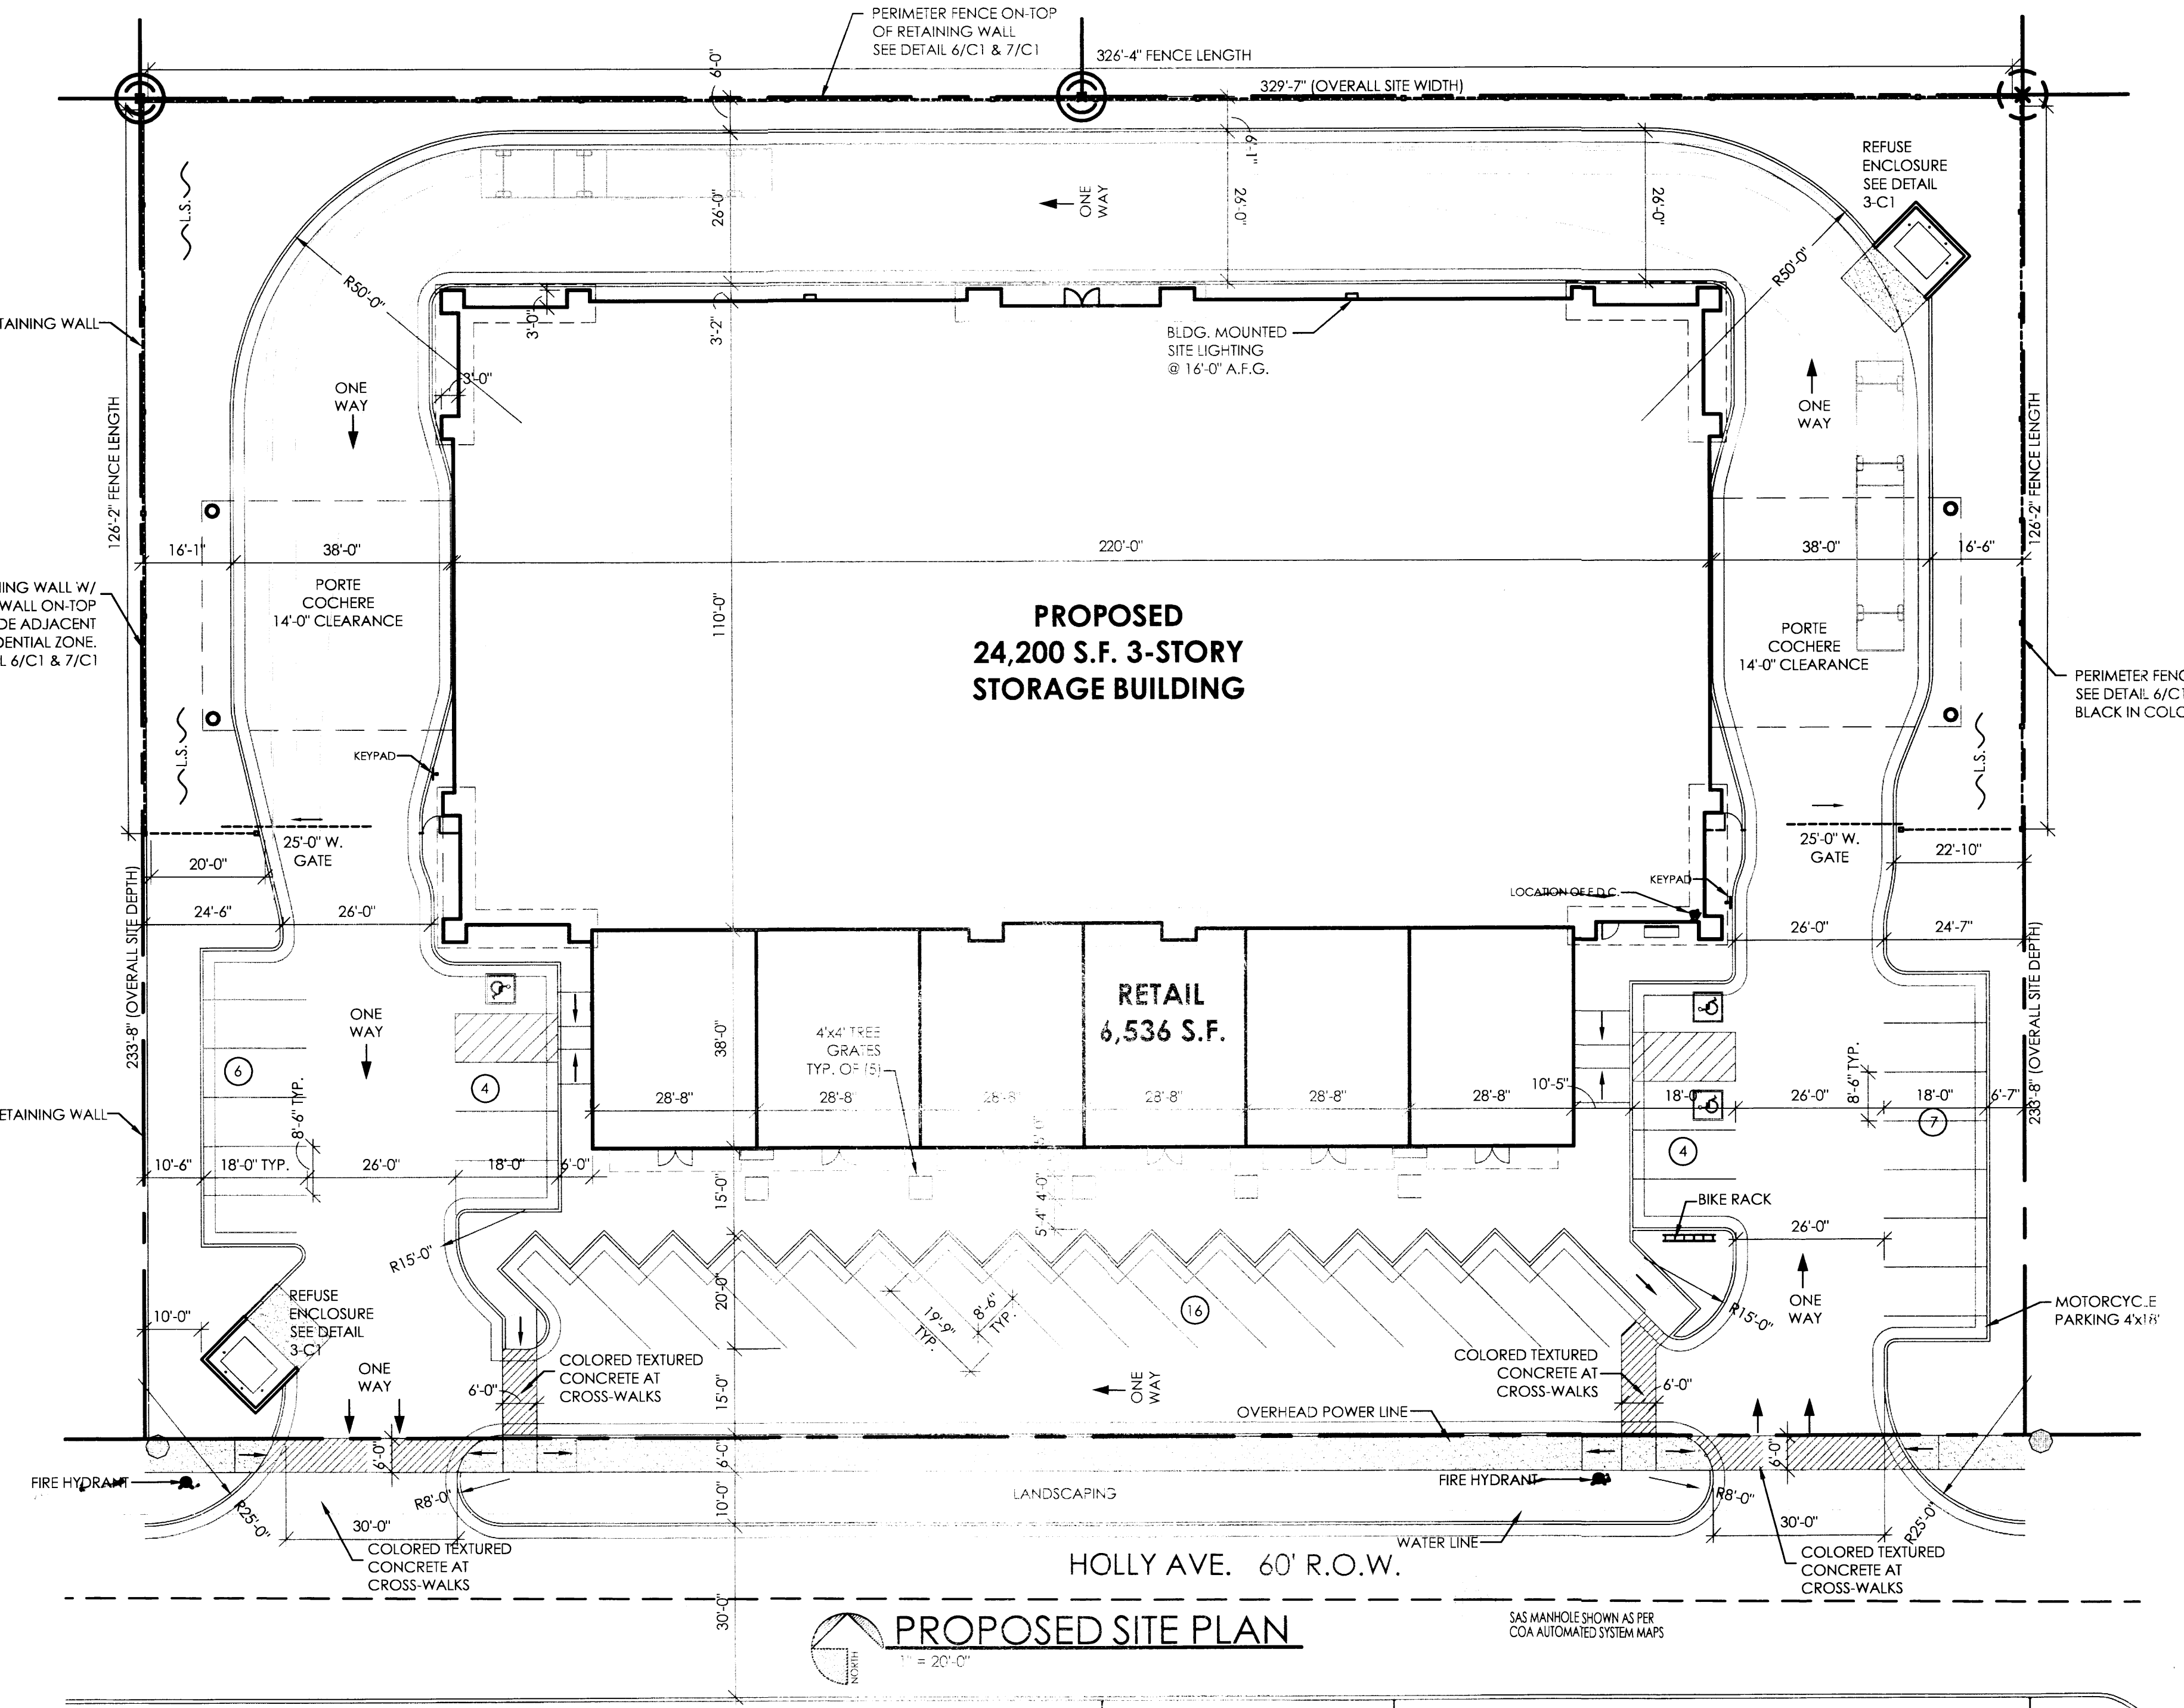 PERIMETER FENCE ON-TOP
OF RETAINING WALL
SEE DETAIL 6/C1 & 7/C1
326'-4" FENCE LENGTH
329'-7" (OVERALL SITE WIDTH)
6'-0"
6'-1"
REFUSE
ENCLOSURE
SEE DETAIL
3-C1
L.S.
26'-0"
ONE
WAY
26'-0"
26'-0"
R50'-0"
R50'-0"
TAINING WALL
3'-0"
3'-2"
BLDG. MOUNTED
SITE LIGHTING
@ 16'-0" A.F.G.
3'-0"
ONE
WAY
ONE
WAY
126'-2" FENCE LENGTH
126'-2" FENCE LENGTH
16'-1"
38'-0"
220'-0"
38'-0"
16'-6"
NING WALL W/
WALL ON-TOP
DE ADJACENT
DENTIAL ZONE.
L 6/C1 & 7/C1
PORTE
COCHERE
14'-0" CLEARANCE
110'-0"
PROPOSED
24,200 S.F. 3-STORY
STORAGE BUILDING
PORTE
COCHERE
14'-0" CLEARANCE
PERIMETER FENC
SEE DETAIL 6/C1
BLACK IN COLO
L.S.
L.S.
KEYPAD
25'-0" W.
GATE
25'-0" W.
GATE
20'-0"
22'-10"
KEYPAD
LOCATION OF F.D.C.
24'-6"
26'-0"
26'-0"
24'-7"
233'-8" (OVERALL SITE DEPTH)
233'-8" (OVERALL SITE DEPTH)
ONE
WAY
RETAIL
6,536 S.F.
4'x4' TREE
GRATES
TYP. OF (5)
38'-0"
6
4
28'-8"
28'-8"
28'-8"
28'-8"
28'-8"
28'-8"
10'-5"
18'-0"
26'-0"
8'-6" TYP.
18'-0"
6'-7"
7
ETAINING WALL
8'-6" TYP.
10'-6"
18'-0" TYP.
26'-0"
18'-0"
6'-0"
4
15'-0"
4'-0"
5'-4"
BIKE RACK
26'-0"
R15'-0"
20'-0"
19'-9"
TYP.
8'-6"
TYP.
16
R15'-0"
ONE
WAY
MOTORCYCLE
PARKING 4'x18'
10'-0"
REFUSE
ENCLOSURE
SEE DETAIL
3-C1
ONE
WAY
COLORED TEXTURED
CONCRETE AT
CROSS-WALKS
6'-0"
15'-0"
ONE
WAY
COLORED TEXTURED
CONCRETE AT
CROSS-WALKS
6'-0"
OVERHEAD POWER LINE
6'-0"
6'-0"
6'-0"
FIRE HYDRANT
FIRE HYDRANT
R25'-0"
R8'-0"
10'-0"
LANDSCAPING
R8'-0"
R25'-0"
30'-0"
30'-0"
WATER LINE
COLORED TEXTURED
CONCRETE AT
CROSS-WALKS
HOLLY AVE. 60' R.O.W.
COLORED TEXTURED
CONCRETE AT
CROSS-WALKS
30'-0"
NORTH
PROPOSED SITE PLAN
1" = 20'-0"
SAS MANHOLE SHOWN AS PER
COA AUTOMATED SYSTEM MAPS